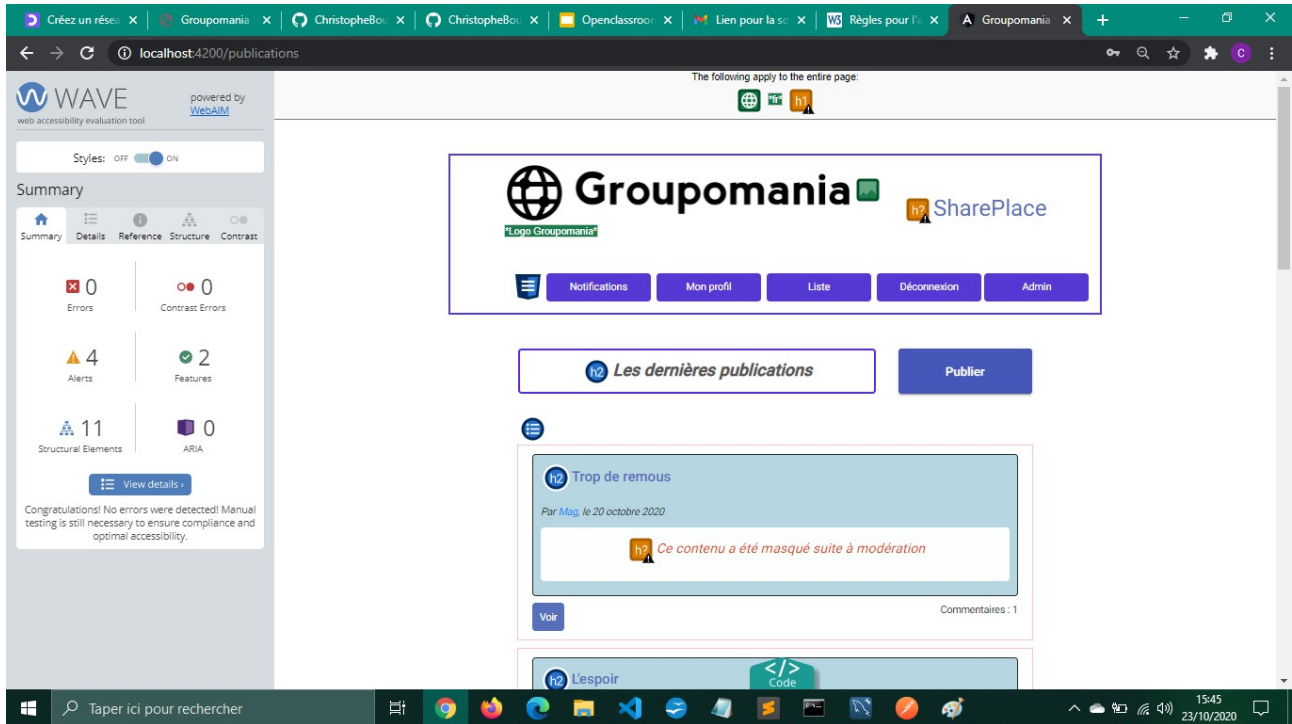 Créez un résea
Groupomania
ChristopheBou
ChristopheBou
Openclassroom
Lien pour la so
Règles pour l'a
Groupomania
localhost:4200/publications
C
WAVE
web accessibility evaluation tool
powered by
WebAIM
Styles: OFF ON
Summary
Summary Details Reference Structure Contrast
0
Errors
0
Contrast Errors
4
Alerts
2
Features
11
Structural Elements
0
ARIA
View details ›
Congratulations! No errors were detected! Manual
testing is still necessary to ensure compliance and
optimal accessibility.
The following apply to the entire page:
*fr* h1
Groupomania
*Logo Groupomania*
h? SharePlace
Notifications Mon profil Liste Déconnexion Admin
h2 Les dernières publications
Publier
h2 Trop de remous
Par Mag, le 20 octobre 2020
h? Ce contenu a été masqué suite à modération
Voir
Commentaires : 1
h2 L'espoir
</>
Code
Taper ici pour rechercher
15:45
23/10/2020